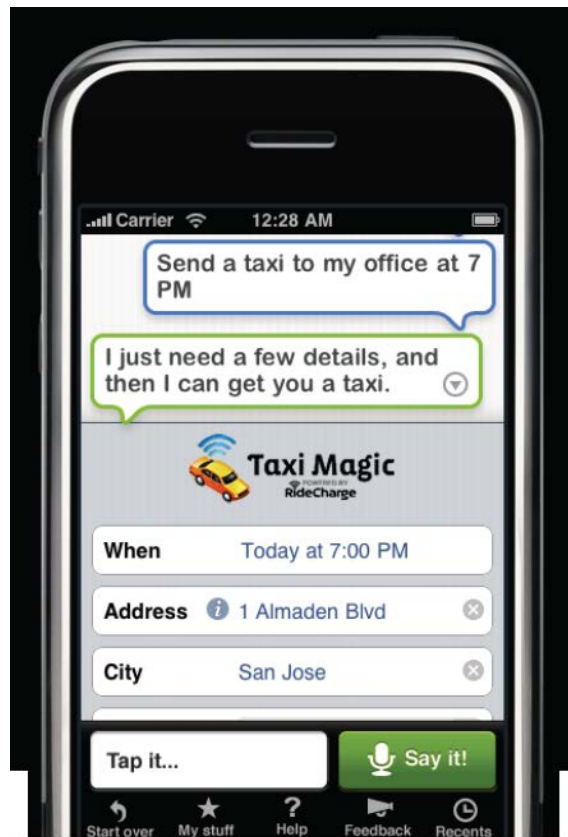 Carrier 12:28 AM
Send a taxi to my office at 7
PM
I just need a few details, and
then I can get you a taxi.
Taxi Magic
POWERED BY
RideCharge
When Today at 7:00 PM
Address i 1 Almaden Blvd
City San Jose
Tap it... Say it!
Start over My stuff ? Help Feedback Recents